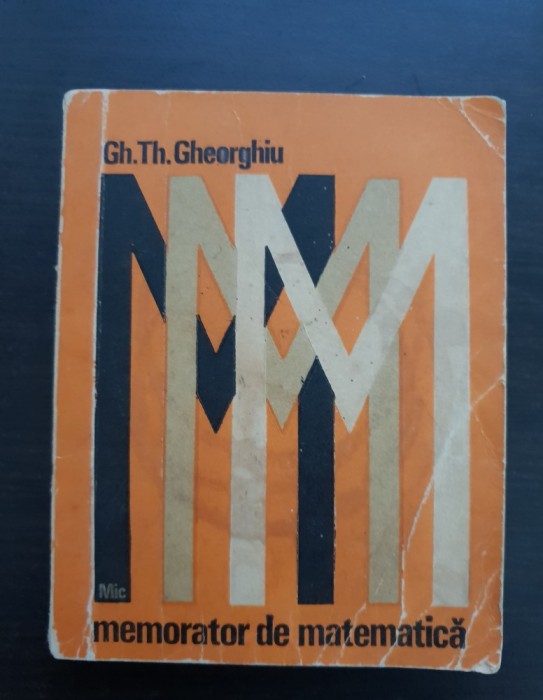 Gh.Th. Gheorghiu
Mic
memorator de matematică